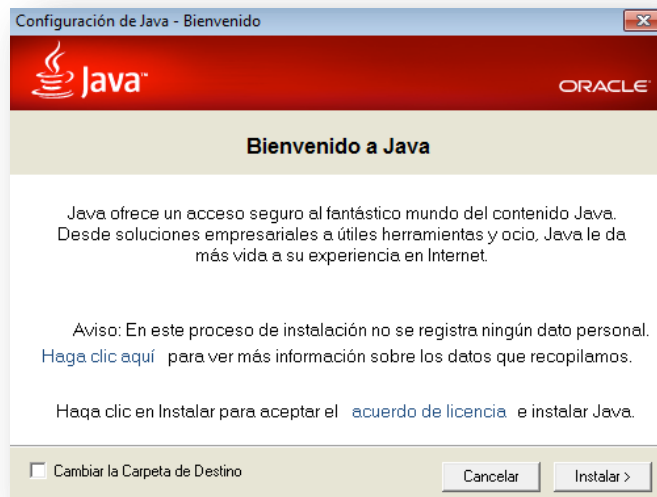 Configuración de Java - Bienvenido
Java™
ORACLE
Bienvenido a Java
Java ofrece un acceso seguro al fantástico mundo del contenido Java.
Desde soluciones empresariales a útiles herramientas y ocio, Java le da
más vida a su experiencia en Internet.
Aviso: En este proceso de instalación no se registra ningún dato personal.
Haga clic aquí para ver más información sobre los datos que recopilamos.
Haga clic en Instalar para aceptar el acuerdo de licencia e instalar Java.
Cambiar la Carpeta de Destino
Cancelar
Instalar >